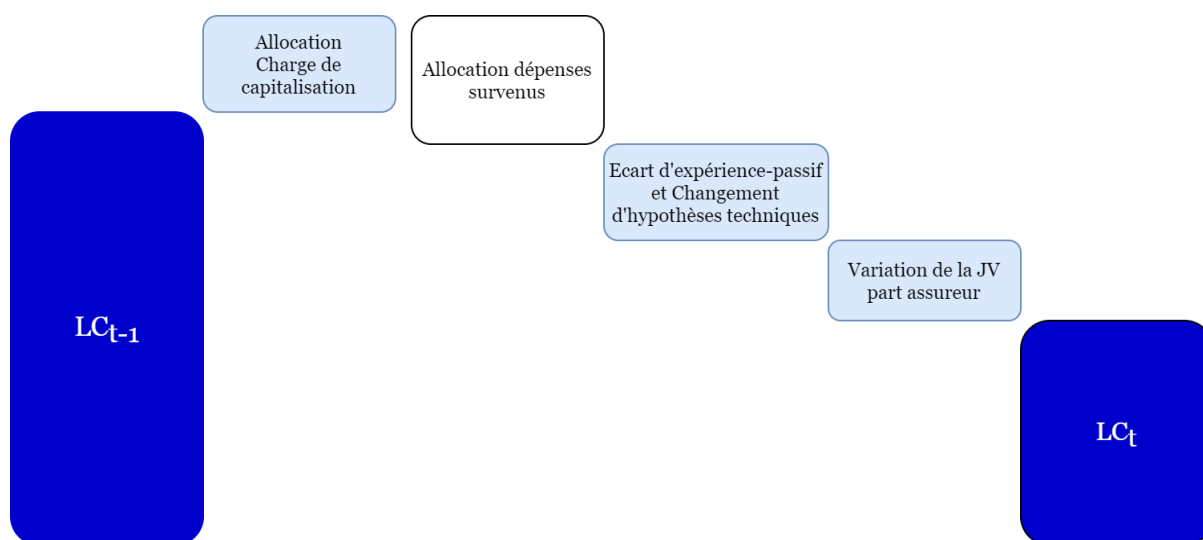 Allocation
Charge de
capitalisation
Allocation dépenses
survenus
Ecart d'expérience-passif
et Changement
d'hypothèses techniques
Variation de la JV
part assureur
LCt-1
LCt